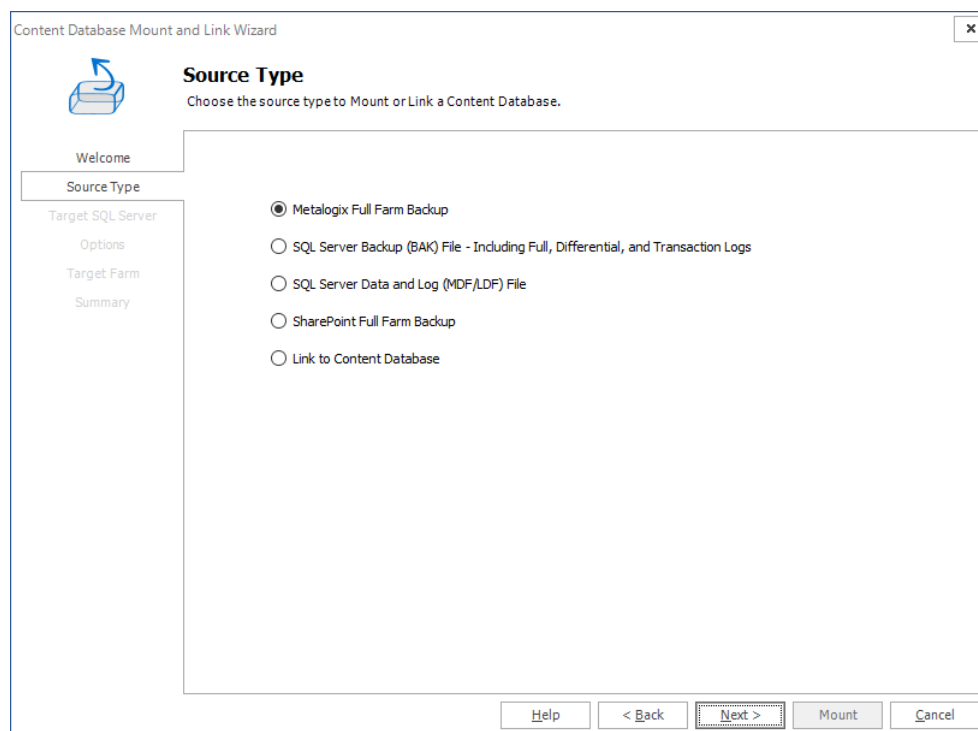 Content Database Mount and Link Wizard
Source Type
Choose the source type to Mount or Link a Content Database.
Welcome
Source Type
Target SQL Server
Options
Target Farm
Summary
Metalogix Full Farm Backup
SQL Server Backup (BAK) File - Including Full, Differential, and Transaction Logs
SQL Server Data and Log (MDF/LDF) File
SharePoint Full Farm Backup
Link to Content Database
Help
< Back
Next >
Mount
Cancel